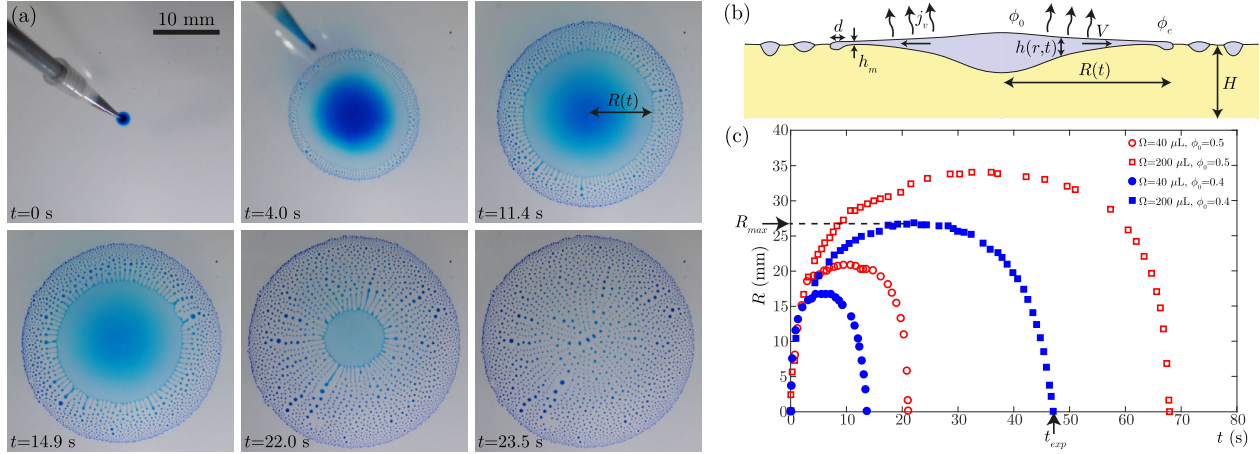 (a)
10 mm
t=0 s
t=4.0 s
R(t)
t=11.4 s
t=14.9 s
t=22.0 s
t=23.5 s
(b)
j_v
ϕ_0
ϕ_c
d
V
h(r,t)
h_m
R(t)
H
(c)
40
35
30
25
20
15
10
5
0
R (mm)
R_max
Ω=40 μL, ϕ_0=0.5
Ω=200 μL, ϕ_0=0.5
Ω=40 μL, ϕ_0=0.4
Ω=200 μL, ϕ_0=0.4
0 10 20 30 40 50 60 70 80
t_exp
t (s)